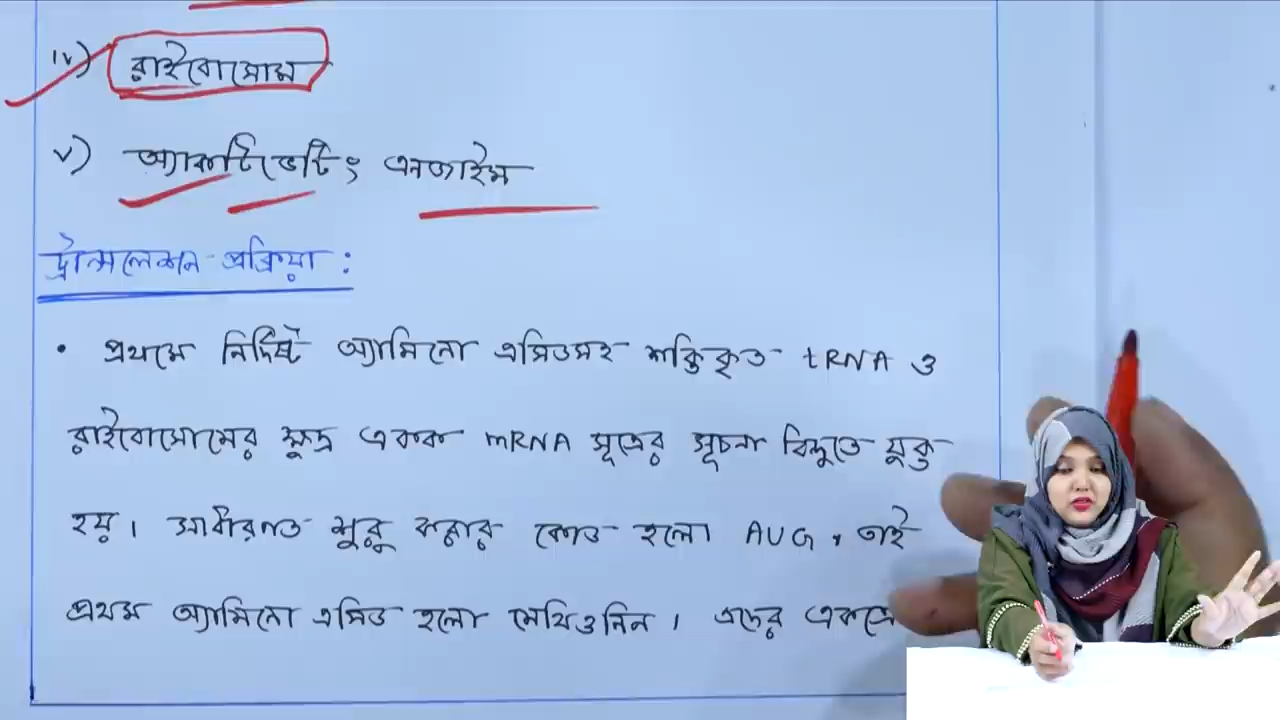 iv) রাইবোসোম
v) অ্যাকটিভেটিং এনজাইম
ট্রান্সলেশন প্রক্রিয়া :
• প্রথমে নির্দিষ্ট অ্যামিনো এসিডসহ শক্তিকৃত tRNA ও
রাইবোসোমের ক্ষুদ্র একক mRNA সূত্রের সূচনা বিন্দুতে যুক্ত
হয়। সাধারণত শুরু করার কোড হলো AUG, তাই
প্রথম অ্যামিনো এসিড হলো মেথিওনিন। এদের একত্রে